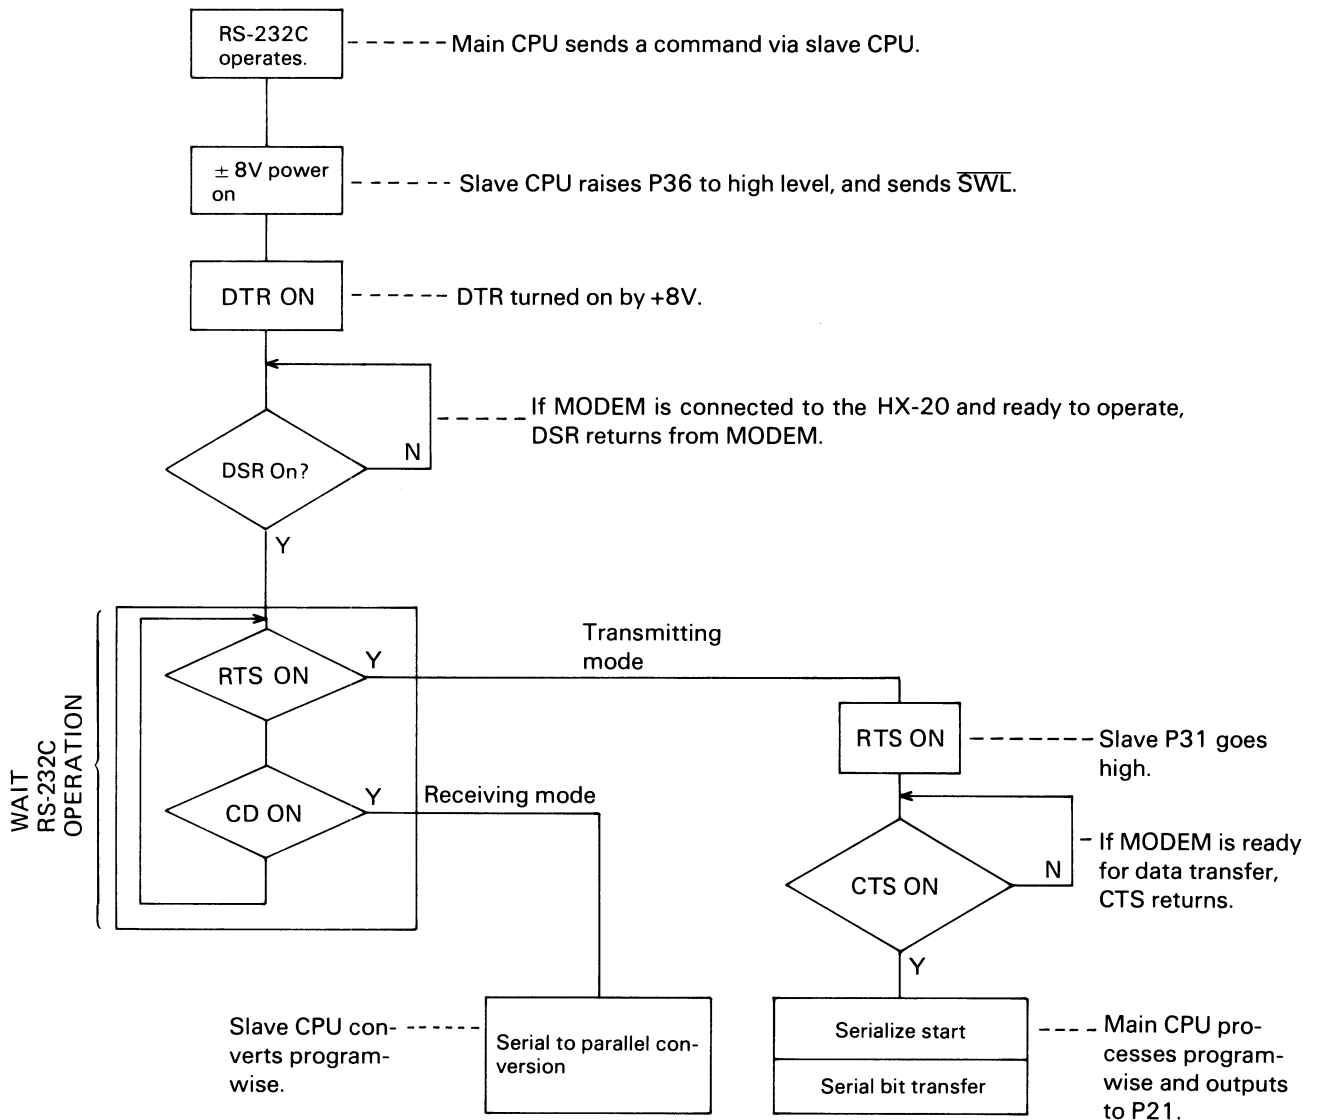 RS-232C
operates.
Main CPU sends a command via slave CPU.
± 8V power
on
Slave CPU raises P36 to high level, and sends S̅W̅L̅.
DTR ON
DTR turned on by +8V.
If MODEM is connected to the HX-20 and ready to operate,
DSR returns from MODEM.
DSR On?
N
Y
WAIT
RS-232C
OPERATION
RTS ON
Y
Transmitting
mode
RTS ON
Slave P31 goes
high.
CD ON
Y
Receiving mode
If MODEM is ready
for data transfer,
CTS returns.
CTS ON
N
Y
Slave CPU con-
verts program-
wise.
Serial to parallel con-
version
Serialize start
Serial bit transfer
Main CPU pro-
cesses program-
wise and outputs
to P21.